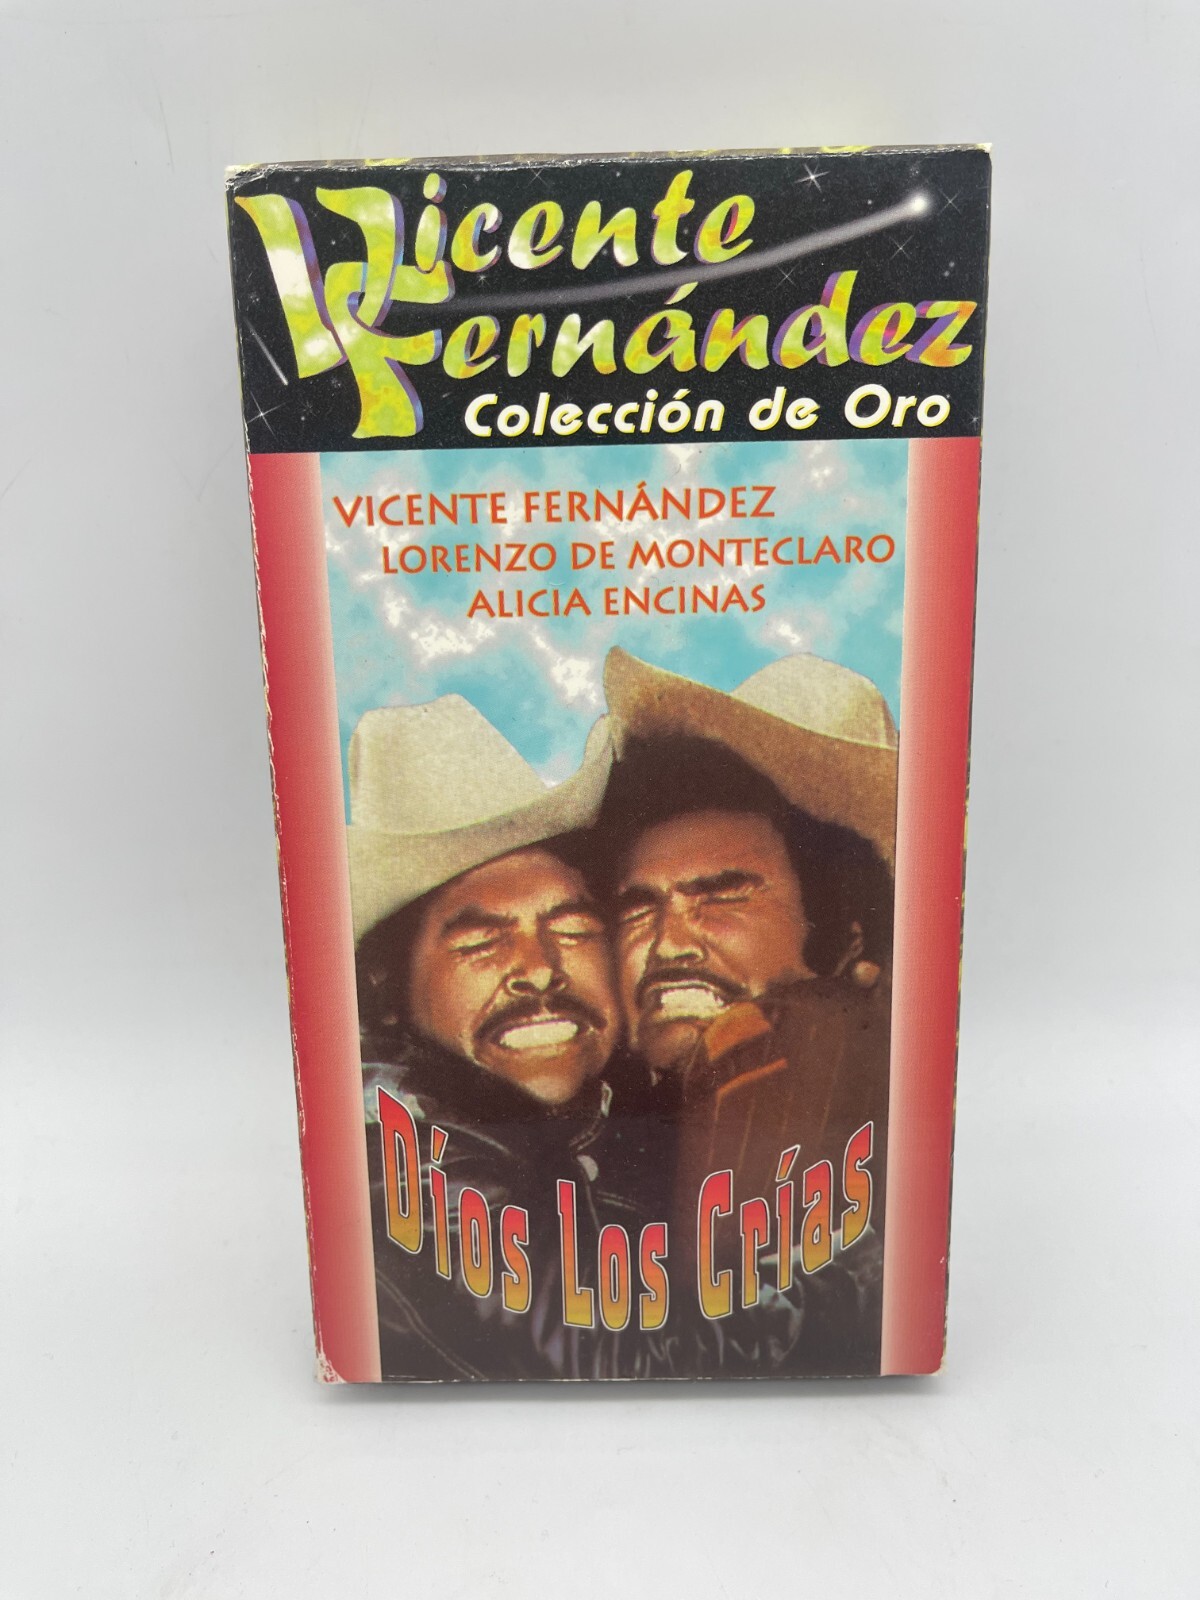 Vicente
Fernández
Colección de Oro
VICENTE FERNÁNDEZ
LORENZO DE MONTECLARO
ALICIA ENCINAS
Díos Los Crías